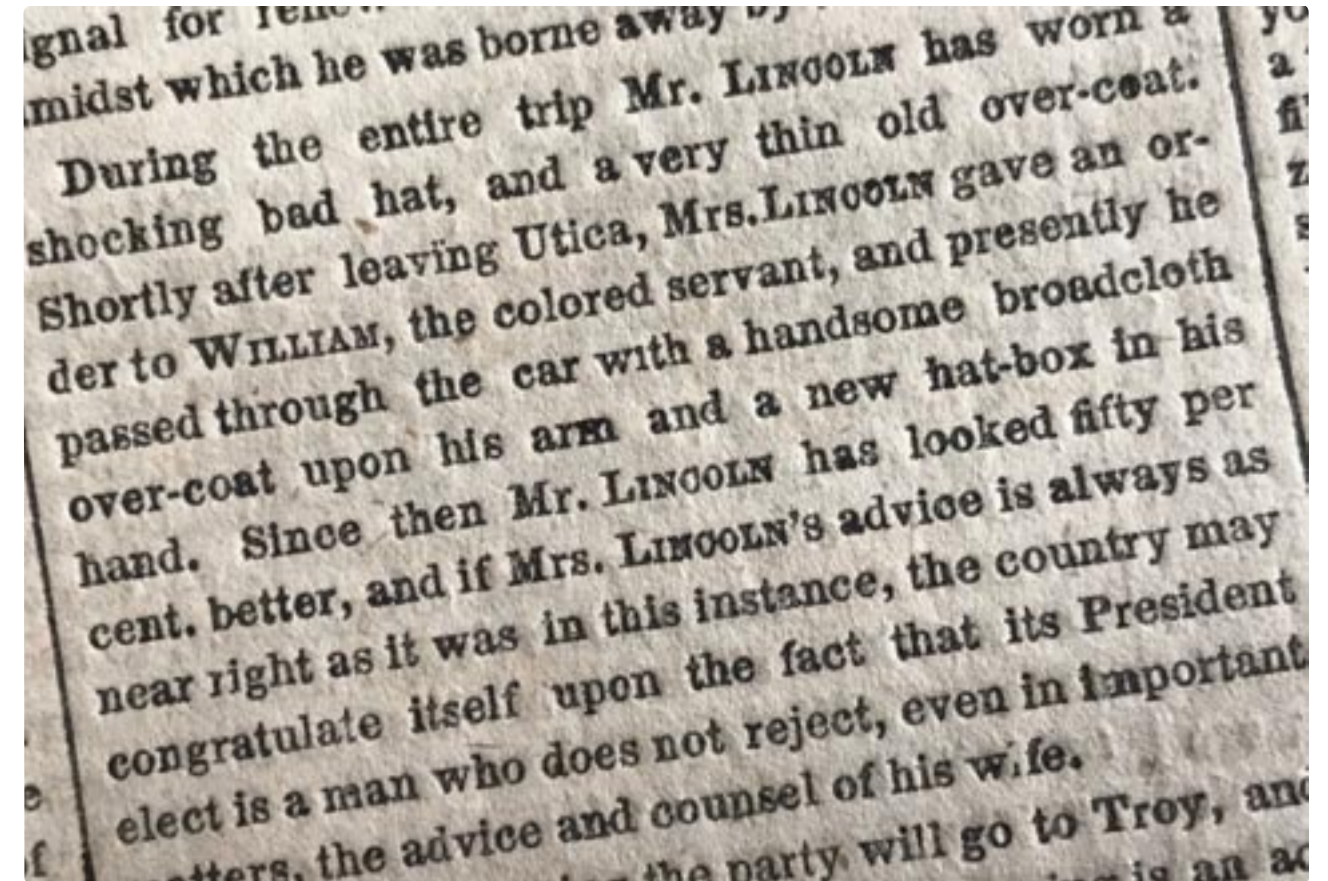 ignal for
midst which he was borne away by
During the entire trip Mr. LINCOLN has worn a
shocking bad hat, and a very thin old over-coat.
Shortly after leaving Utica, Mrs. LINCOLN gave an or-
der to WILLIAM, the colored servant, and presently he
passed through the car with a handsome broadcloth
over-coat upon his arm and a new hat-box in his
hand. Since then Mr. LINCOLN has looked fifty per
cent. better, and if Mrs. LINCOLN'S advice is always as
near right as it was in this instance, the country may
congratulate itself upon the fact that its President
elect is a man who does not reject, even in important
the advice and counsel of his wife.
the party will go to Troy, and
is an